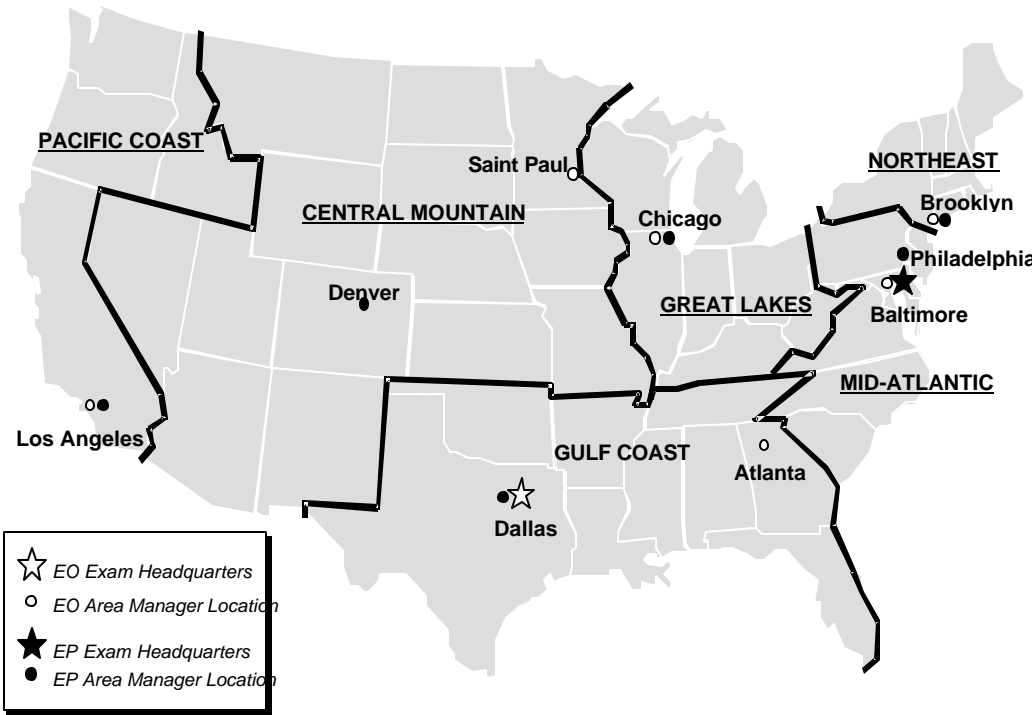 PACIFIC COAST
Saint Paul
NORTHEAST
CENTRAL MOUNTAIN
Chicago
Brooklyn
Philadelphia
Denver
GREAT LAKES
Baltimore
MID-ATLANTIC
Los Angeles
GULF COAST
Atlanta
Dallas
EO Exam Headquarters
EO Area Manager Location
EP Exam Headquarters
EP Area Manager Location